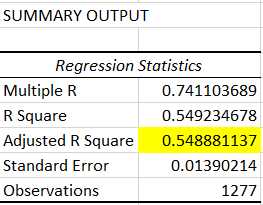 SUMMARY OUTPUT
Regression Statistics
Multiple R 0.741103689
R Square 0.549234678
Adjusted R Square 0.548881137
Standard Error 0.01390214
Observations 1277